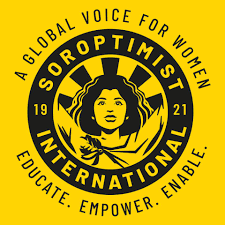 A GLOBAL VOICE FOR WOMEN
SOROPTIMIST
19 21
INTERNATIONAL
EDUCATE. EMPOWER. ENABLE.